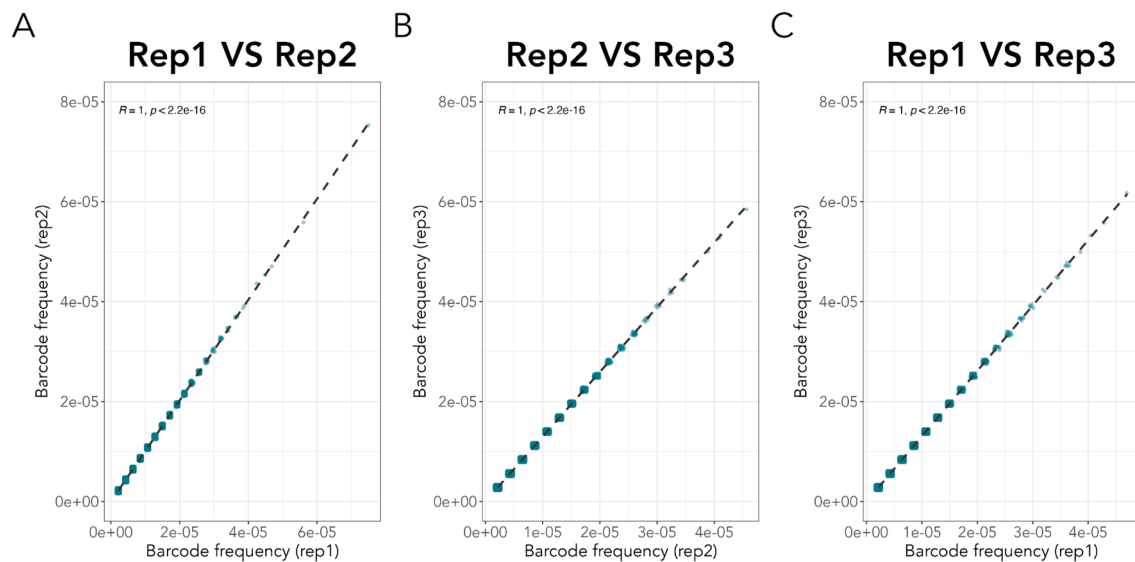 A
B
C
Rep1 VS Rep2
Rep2 VS Rep3
Rep1 VS Rep3
8e-05
6e-05
4e-05
2e-05
0e+00
R = 1, p < 2.2e-16
Barcode frequency (rep2)
0e+00 2e-05 4e-05 6e-05
Barcode frequency (rep1)
8e-05
6e-05
4e-05
2e-05
0e+00
R = 1, p < 2.2e-16
Barcode frequency (rep3)
0e+00 1e-05 2e-05 3e-05 4e-05
Barcode frequency (rep2)
8e-05
6e-05
4e-05
2e-05
0e+00
R = 1, p < 2.2e-16
Barcode frequency (rep3)
0e+00 1e-05 2e-05 3e-05 4e-05
Barcode frequency (rep1)